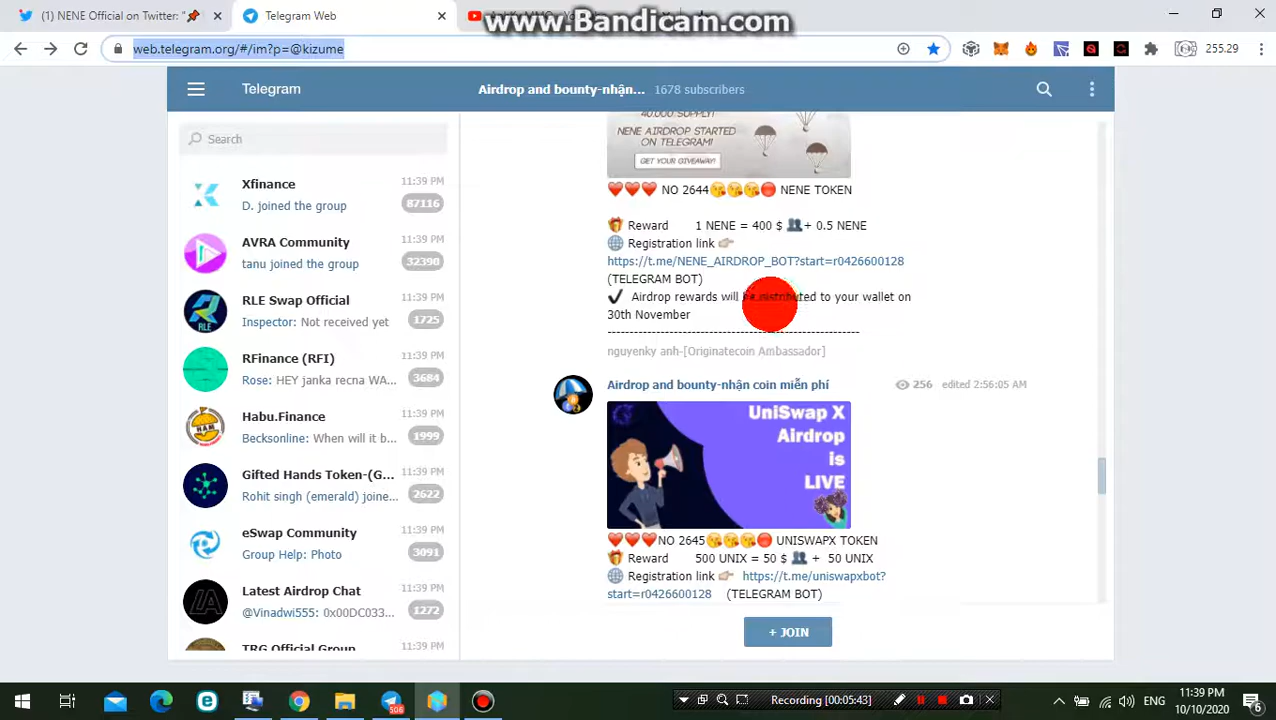 (1) NENE Official on Twitter: "📌
Telegram Web
www.Bandicam.com
web.telegram.org/#/im?p=@kizume
255.29
Telegram
Airdrop and bounty-nhận... 1678 subscribers
Search
Xfinance 11:39 PM
D. joined the group 87116
AVRA Community 11:39 PM
tanu joined the group 32390
RLE Swap Official 11:39 PM
Inspector: Not received yet 1725
RFinance (RFI) 11:39 PM
Rose: HEY janka recna WA... 3684
Habu.Finance 11:39 PM
Becksonline: When will it b... 1999
Gifted Hands Token-(G... 11:39 PM
Rohit singh (emerald) joine... 2622
eSwap Community 11:39 PM
Group Help: Photo 3091
Latest Airdrop Chat 11:39 PM
@Vinadwi555: 0x00DC033... 1272
TRG Official Group 11:39 PM
40.000 SUPPLY!
NENE AIRDROP STARTED
ON TELEGRAM!
GET YOUR GIVEAWAY!
❤️❤️❤️ NO 2644😘😘😘🔴 NENE TOKEN
🎁 Reward 1 NENE = 400 $ 👥+ 0.5 NENE
🌐 Registration link 👉🏻
https://t.me/NENE_AIRDROP_BOT?start=r0426600128
(TELEGRAM BOT)
✔️ Airdrop rewards will be distributed to your wallet on
30th November
-----------------------------------------------------------
nguyenky anh-[Originatecoin Ambassador]
Airdrop and bounty-nhận coin miễn phí 256 edited 2:56:05 AM
UniSwap X
Airdrop
is
LIVE
❤️❤️❤️NO 2645😘😘😘🔴 UNISWAPX TOKEN
🎁 Reward 500 UNIX = 50 $ 👥 + 50 UNIX
🌐 Registration link 👉🏻 https://t.me/uniswapxbot?
start=r0426600128 (TELEGRAM BOT)
+ JOIN
506
Recording [00:05:43]
ENG
11:39 PM
10/10/2020
6